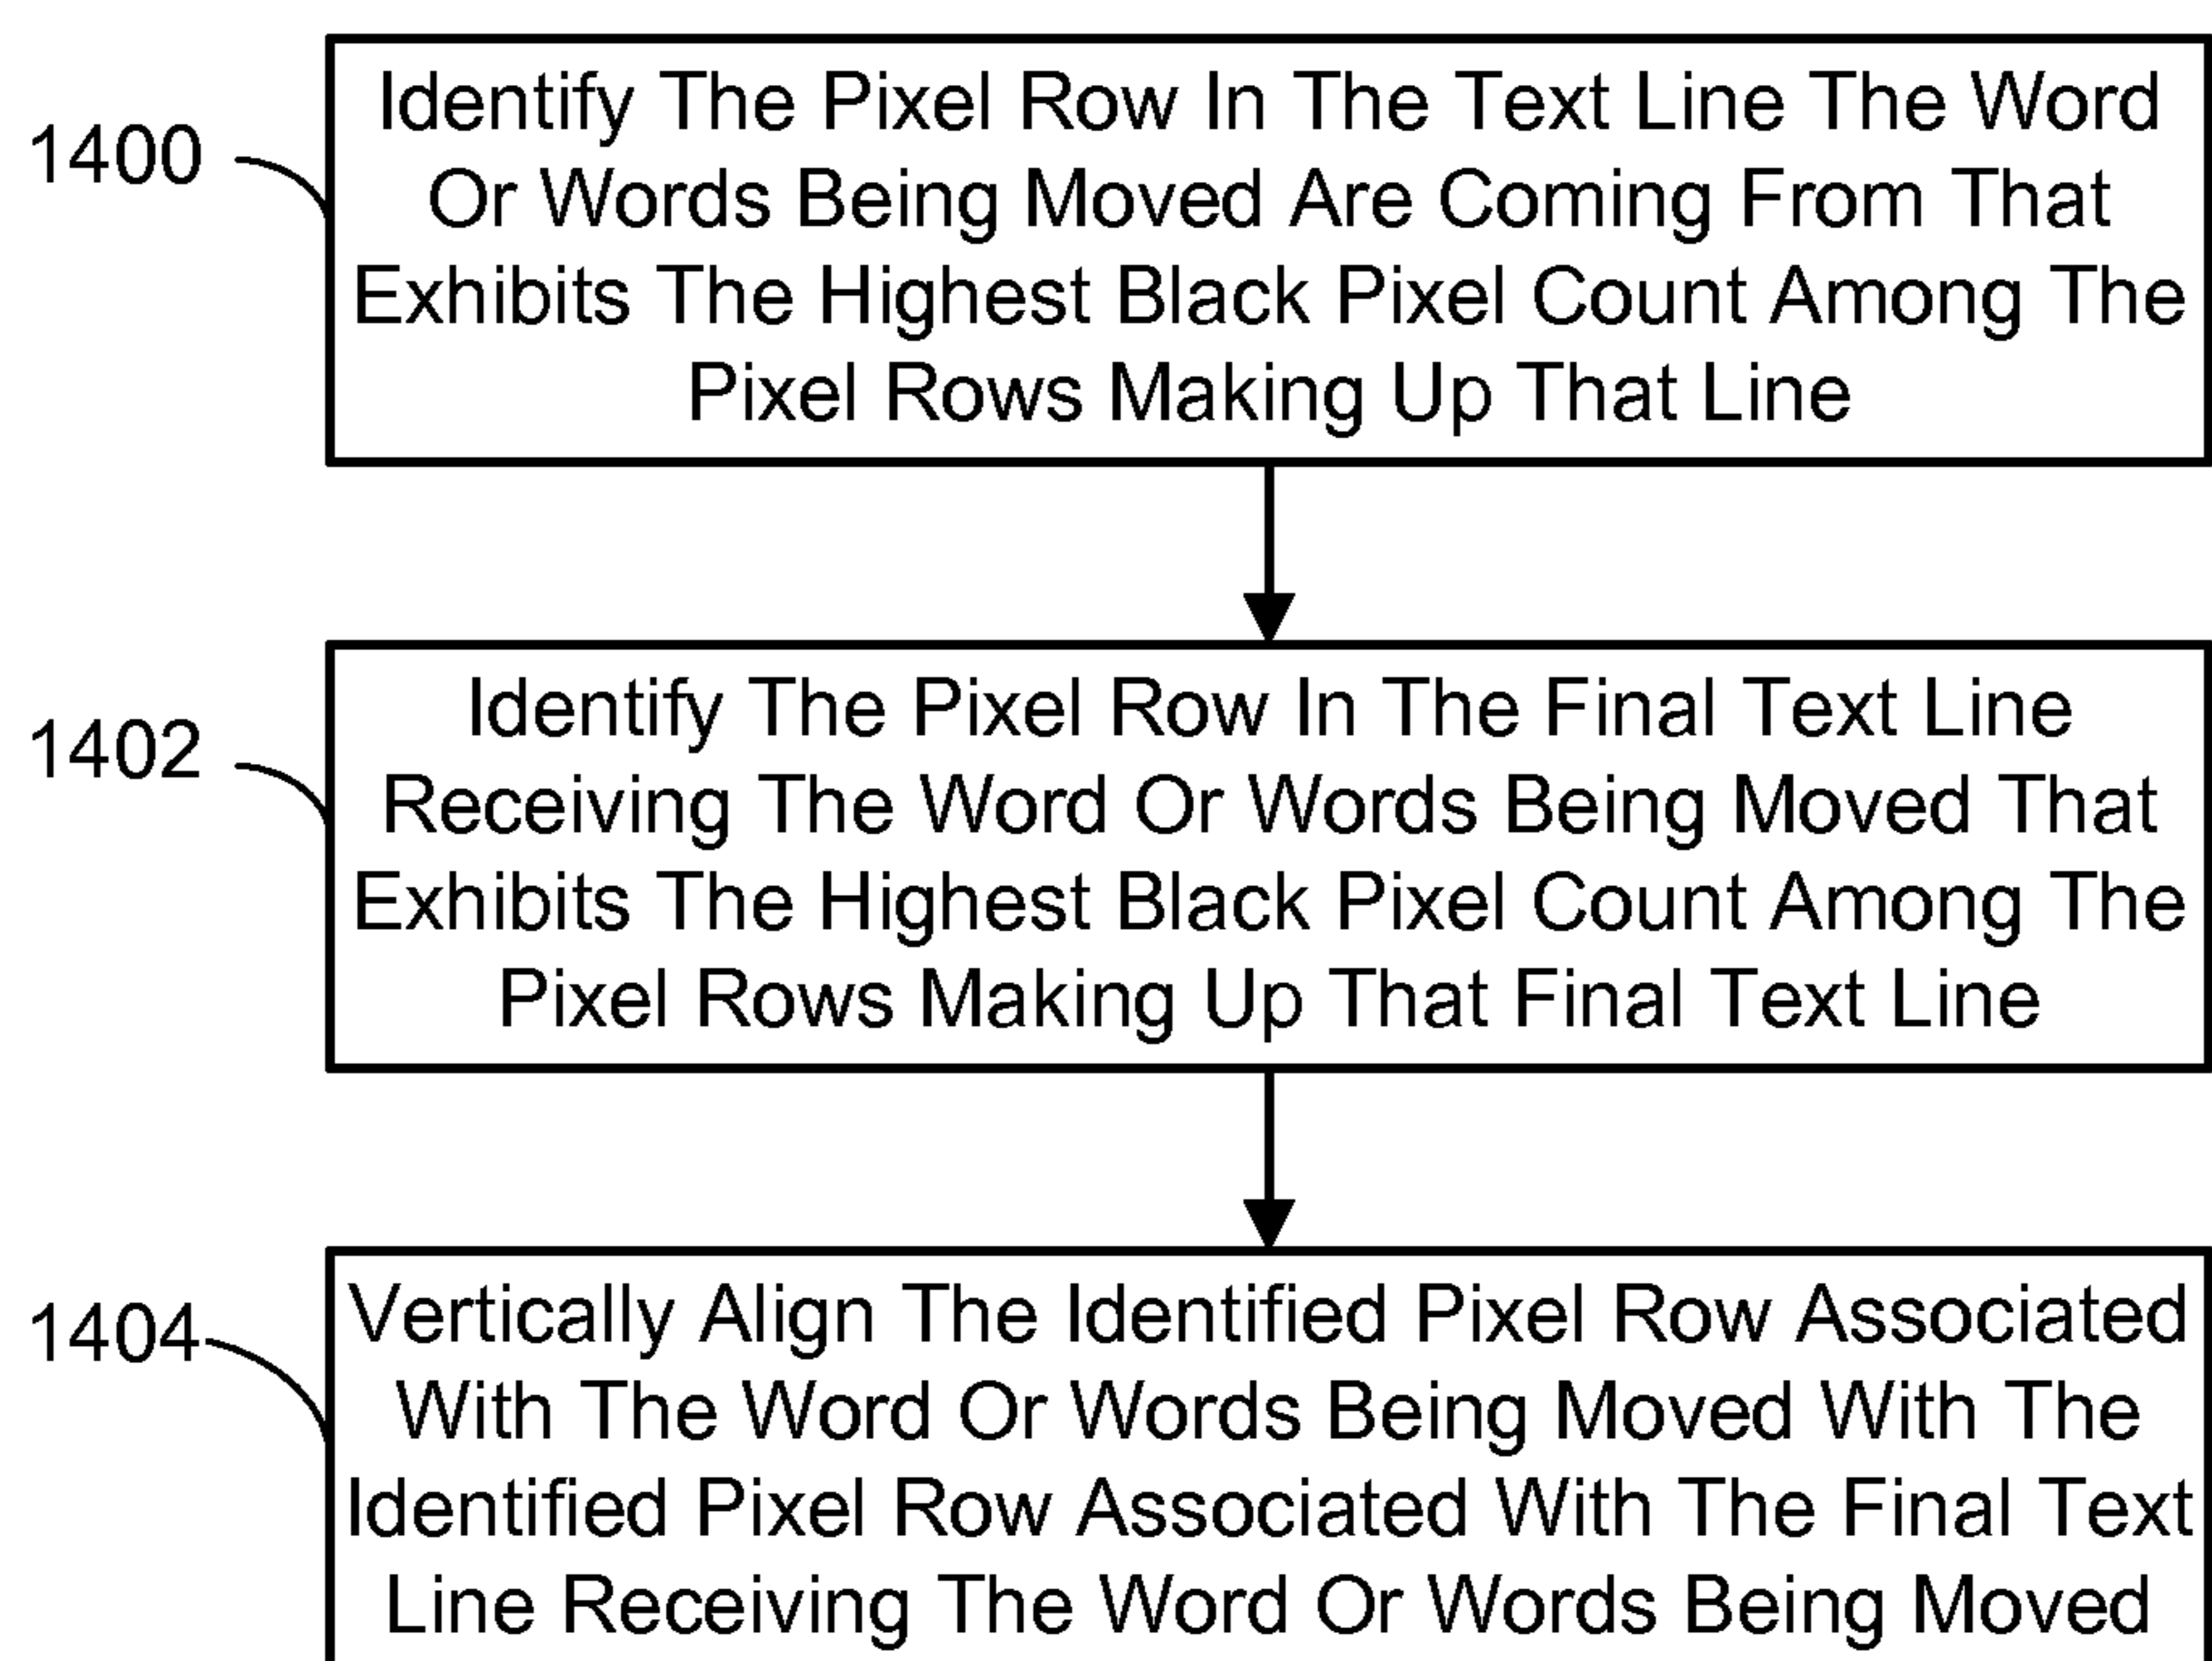 1400
Identify The Pixel Row In The Text Line The Word
Or Words Being Moved Are Coming From That
Exhibits The Highest Black Pixel Count Among The
Pixel Rows Making Up That Line
1402
Identify The Pixel Row In The Final Text Line
Receiving The Word Or Words Being Moved That
Exhibits The Highest Black Pixel Count Among The
Pixel Rows Making Up That Final Text Line
1404
Vertically Align The Identified Pixel Row Associated
With The Word Or Words Being Moved With The
Identified Pixel Row Associated With The Final Text
Line Receiving The Word Or Words Being Moved